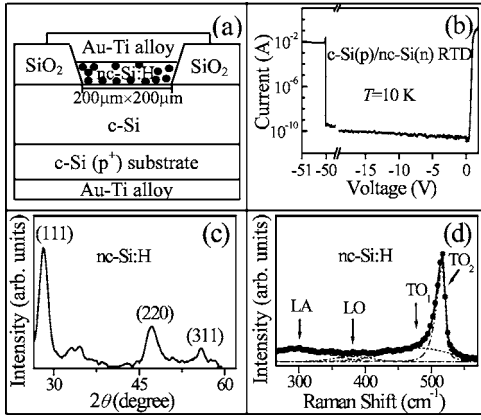 (a)
Au-Ti alloy
SiO2 nc-Si:H SiO2
200μm×200μm
c-Si
c-Si (p+) substrate
Au-Ti alloy
(b)
Current (A)
10-2
10-6
10-10
c-Si(p)/nc-Si(n) RTD
T=10 K
-51 -50 -15 -10 -5 0
Voltage (V)
(c)
nc-Si:H
Intensity (arb. units)
(111)
(220)
(311)
30 45 60
2θ (degree)
(d)
nc-Si:H
Intensity (arb. units)
LA
LO
TO1
TO2
300 400 500
Raman Shift (cm-1)